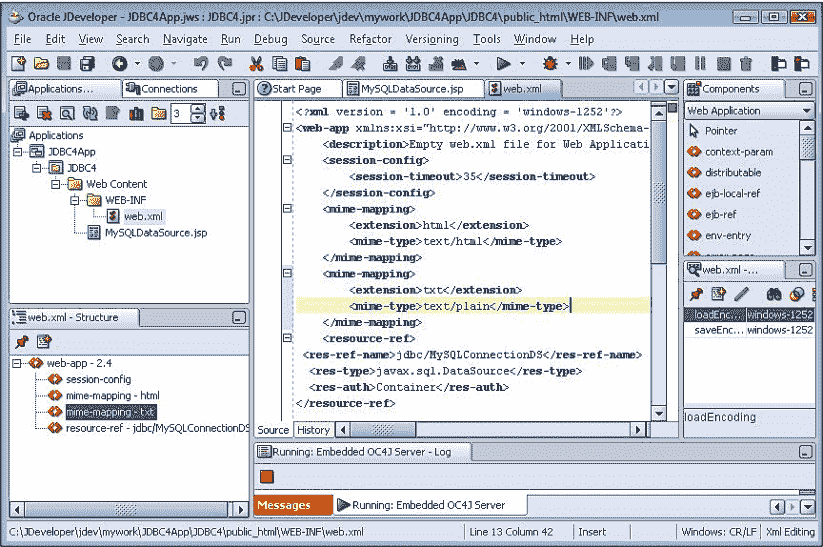 Oracle JDeveloper - JDBC4App.jws : JDBC4.jpr : C:\JDeveloper\jdev\mywork\JDBC4App\JDBC4\public_html\WEB-INF\web.xml
File Edit View Search Navigate Run Debug Source Refactor Versioning Tools Window Help
Applications... Connections
3
Applications
JDBC4App
JDBC4
Web Content
WEB-INF
web.xml
MySQLDataSource.jsp
web.xml - Structure
web-app - 2.4
session-config
mime-mapping - html
mime-mapping - txt
resource-ref - jdbc/MySQLConnectionDS
Start Page MySQLDataSource.jsp web.xml
<?xml version = '1.0' encoding = 'windows-1252'?>
<web-app xmlns:xsi="http://www.w3.org/2001/XMLSchema-
<description>Empty web.xml file for Web Applicati
<session-config>
<session-timeout>35</session-timeout>
</session-config>
<mime-mapping>
<extension>html</extension>
<mime-type>text/html</mime-type>
</mime-mapping>
<mime-mapping>
<extension>txt</extension>
<mime-type>text/plain</mime-type>
</mime-mapping>
<resource-ref>
<res-ref-name>jdbc/MySQLConnectionDS</res-ref-name>
<res-type>javax.sql.DataSource</res-type>
<res-auth>Container</res-auth>
</resource-ref>
Source History
Components
Web Application
Pointer
context-param
distributable
ejb-local-ref
ejb-ref
env-entry
web.xml -...
loadEnc... windows-1252
saveEnc... windows-1252
loadEncoding
Running: Embedded OC4J Server - Log
Messages Running: Embedded OC4J Server
C:\JDeveloper\jdev\mywork\JDBC4App\JDBC4\public_html\WEB-INF\web.xml Line 13 Column 42 Insert Windows: CR/LF Xml Editing